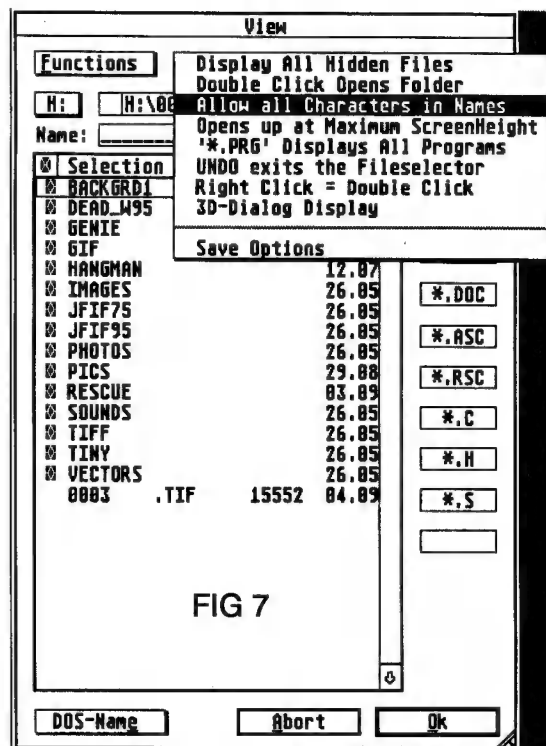 View
Functions
Display All Hidden Files
Double Click Opens Folder
H: H:\00
Allow all Characters in Names
Opens up at Maximum ScreenHeight
Name:
'*.PRG' Displays All Programs
UNDO exits the Fileselector
Selection
Right Click = Double Click
BACKGRD1
3D-Dialog Display
DEAD_W95
GENIE
GIF
Save Options
HANGMAN 12.07
IMAGES 26.05
*.DOC
JFIF75 26.05
JFIF95 26.05
*.ASC
PHOTOS 26.05
PICS 29.08
*.RSC
RESCUE 03.09
SOUNDS 26.05
*.C
TIFF 26.05
TINY 26.05
*.H
VECTORS 26.05
0003 .TIF 15552 04.09
*.S
FIG 7
DOS-Name Abort Ok